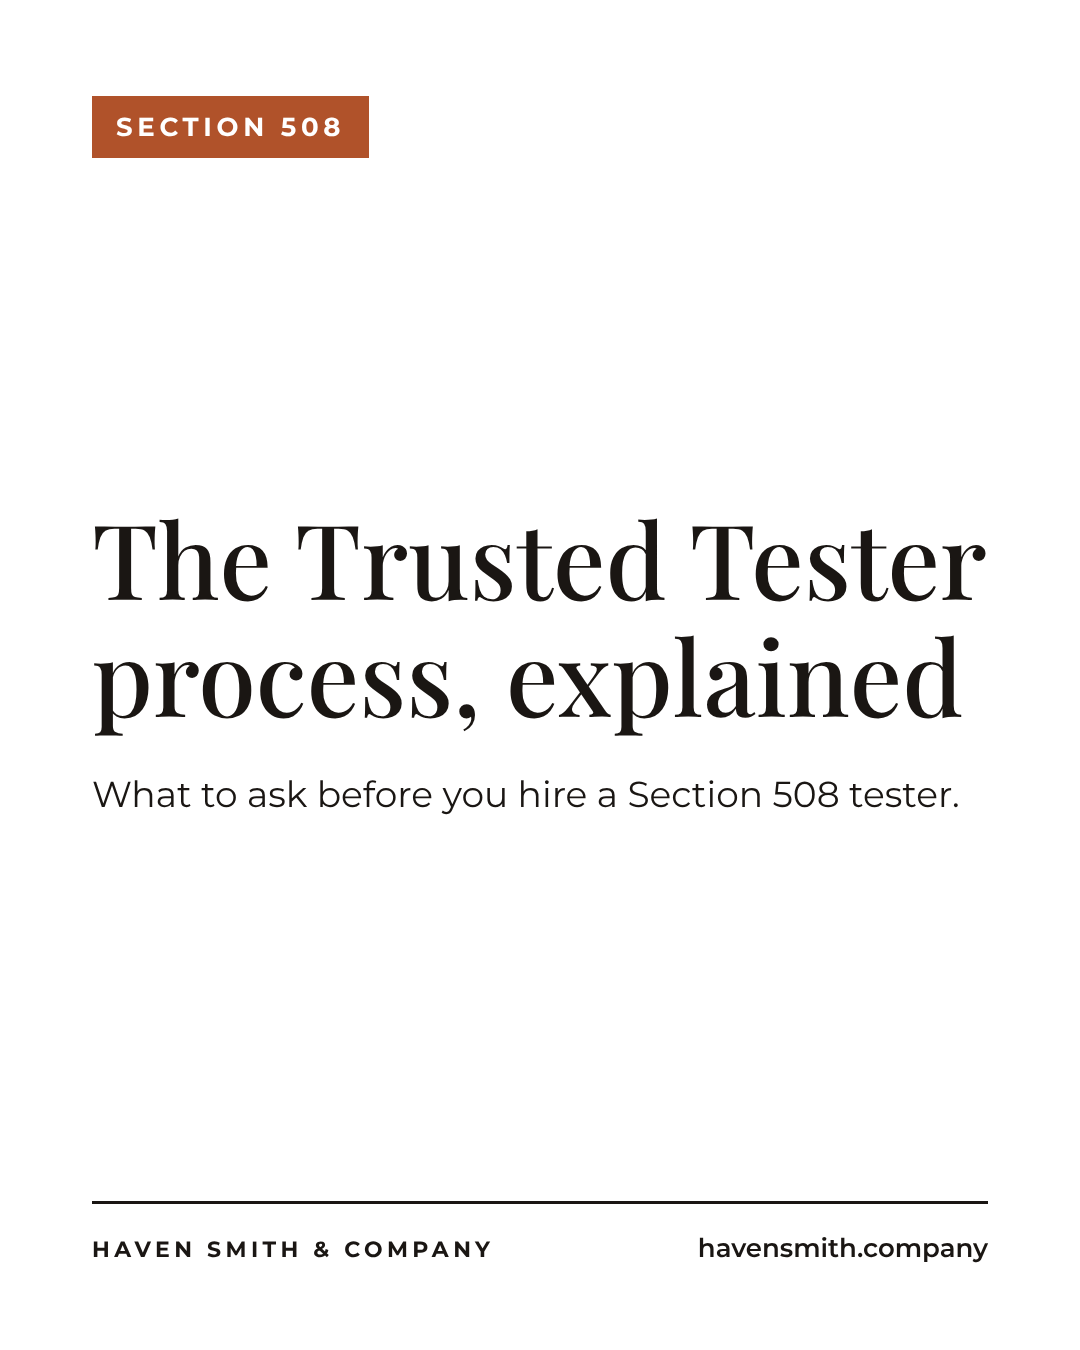 SECTION 508
The Trusted Tester
process, explained
What to ask before you hire a Section 508 tester.
HAVEN SMITH & COMPANY
havensmith.company